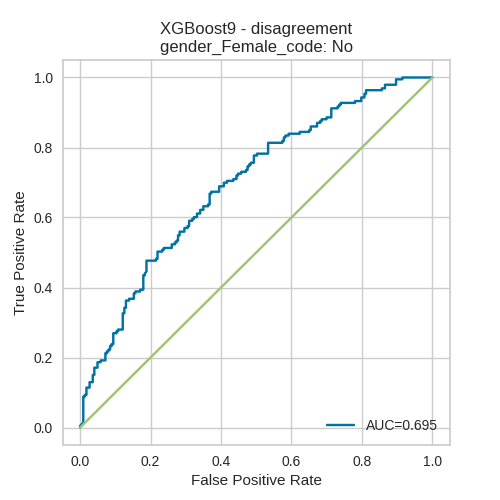 XGBoost9 - disagreement
gender_Female_code: No
True Positive Rate
1.0
0.8
0.6
0.4
0.2
0.0
AUC=0.695
0.0 0.2 0.4 0.6 0.8 1.0
False Positive Rate